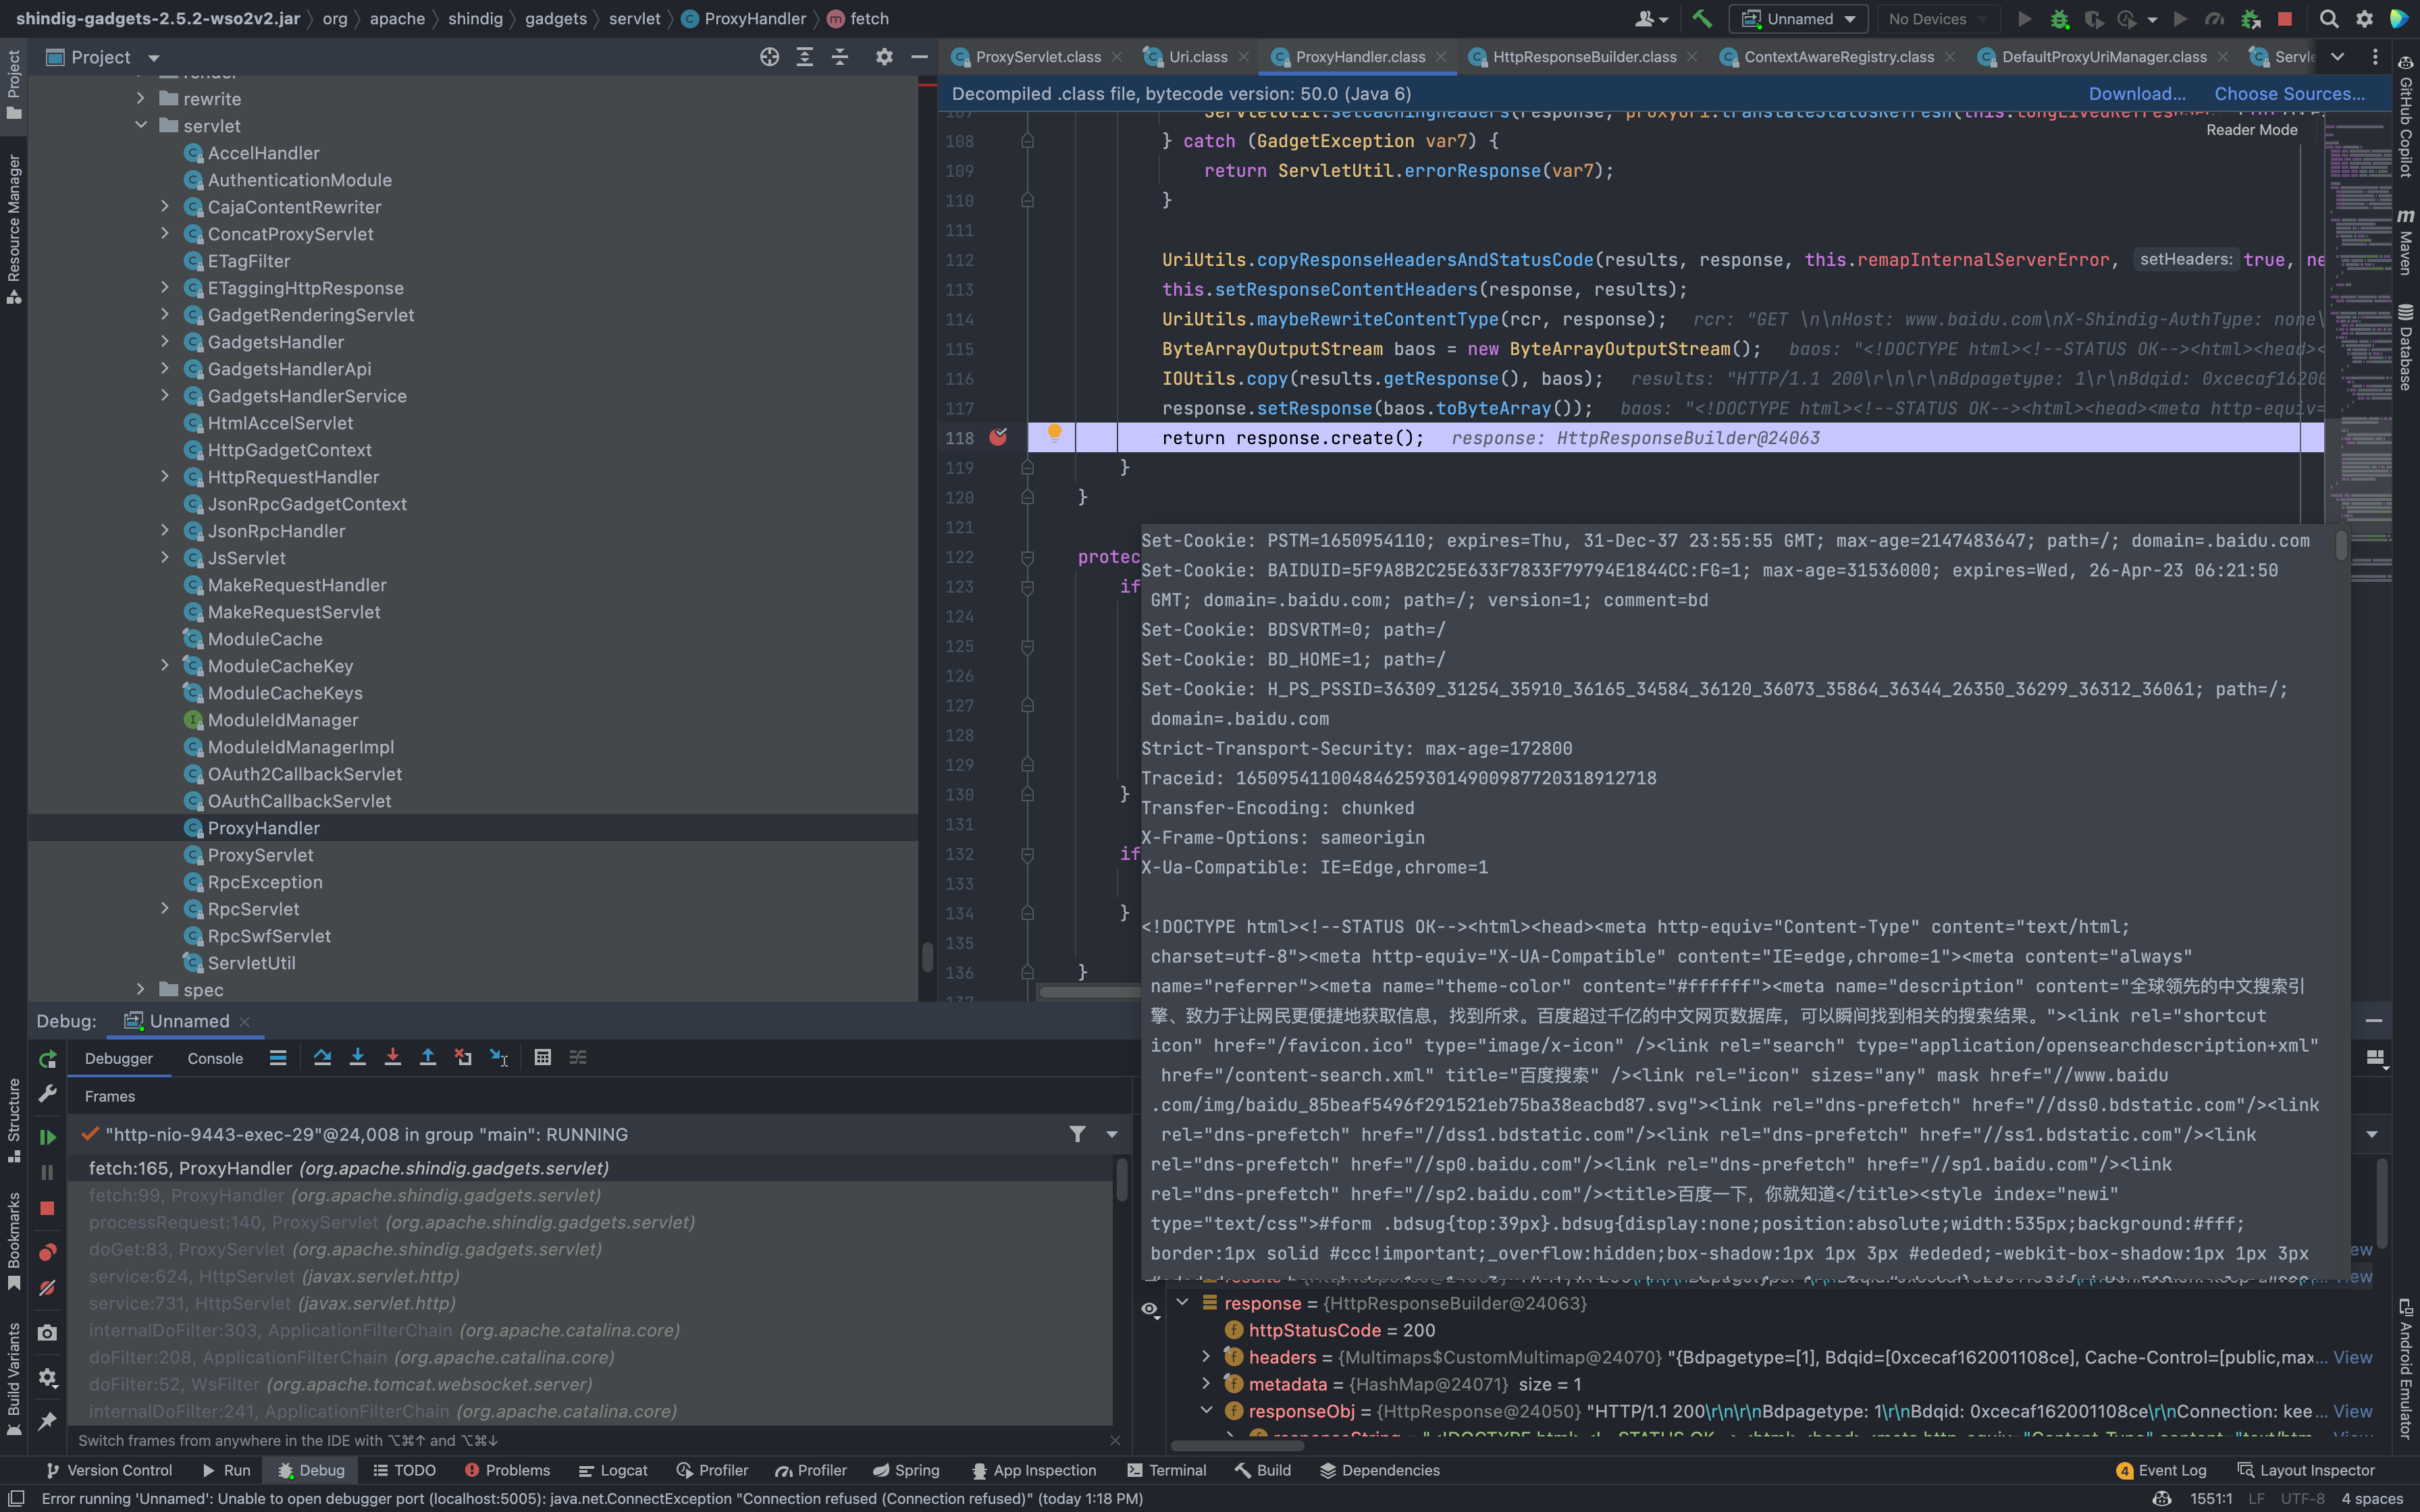 shindig-gadgets-2.5.2-wso2v2.jar 〉 org 〉 apache 〉 shindig 〉 gadgets 〉 servlet 〉 ProxyHandler 〉 fetch
Unnamed
No Devices
Project
ProxyServlet.class
Uri.class
ProxyHandler.class
HttpResponseBuilder.class
ContextAwareRegistry.class
DefaultProxyUriManager.class
Servle
Decompiled .class file, bytecode version: 50.0 (Java 6)
Download...
Choose Sources...
Reader Mode
Project
Resource Manager
Structure
Bookmarks
Build Variants
GitHub Copilot
Maven
Database
Android Emulator
rewrite
servlet
AccelHandler
AuthenticationModule
CajaContentRewriter
ConcatProxyServlet
ETagFilter
ETaggingHttpResponse
GadgetRenderingServlet
GadgetsHandler
GadgetsHandlerApi
GadgetsHandlerService
HtmlAccelServlet
HttpGadgetContext
HttpRequestHandler
JsonRpcGadgetContext
JsonRpcHandler
JsServlet
MakeRequestHandler
MakeRequestServlet
ModuleCache
ModuleCacheKey
ModuleCacheKeys
ModuleIdManager
ModuleIdManagerImpl
OAuth2CallbackServlet
OAuthCallbackServlet
ProxyHandler
ProxyServlet
RpcException
RpcServlet
RpcSwfServlet
ServletUtil
spec
108 } catch (GadgetException var7) {
109 return ServletUtil.errorResponse(var7);
110 }
111
112 UriUtils.copyResponseHeadersAndStatusCode(results, response, this.remapInternalServerError, setHeaders: true, ne
113 this.setResponseContentHeaders(response, results);
114 UriUtils.maybeRewriteContentType(rcr, response); rcr: "GET \n\nHost: www.baidu.com\nX-Shindig-AuthType: none\
115 ByteArrayOutputStream baos = new ByteArrayOutputStream(); baos: "<!DOCTYPE html><!--STATUS OK--><html><head><
116 IOUtils.copy(results.getResponse(), baos); results: "HTTP/1.1 200\r\n\r\nBdpagetype: 1\r\nBdqid: 0xcecaf16200
117 response.setResponse(baos.toByteArray()); baos: "<!DOCTYPE html><!--STATUS OK--><html><head><meta http-equiv=
118 return response.create(); response: HttpResponseBuilder@24063
119 }
120 }
121
122 protec
123 if
124
125
126
127
128
129
130 }
131
132 if
133
134 }
135
136 }
Set-Cookie: PSTM=1650954110; expires=Thu, 31-Dec-37 23:55:55 GMT; max-age=2147483647; path=/; domain=.baidu.com
Set-Cookie: BAIDUID=5F9A8B2C25E633F7833F79794E1844CC:FG=1; max-age=31536000; expires=Wed, 26-Apr-23 06:21:50
GMT; domain=.baidu.com; path=/; version=1; comment=bd
Set-Cookie: BDSVRTM=0; path=/
Set-Cookie: BD_HOME=1; path=/
Set-Cookie: H_PS_PSSID=36309_31254_35910_36165_34584_36120_36073_35864_36344_26350_36299_36312_36061; path=/;
domain=.baidu.com
Strict-Transport-Security: max-age=172800
Traceid: 1650954110048462593014900987720318912718
Transfer-Encoding: chunked
X-Frame-Options: sameorigin
X-Ua-Compatible: IE=Edge,chrome=1
<!DOCTYPE html><!--STATUS OK--><html><head><meta http-equiv="Content-Type" content="text/html;
charset=utf-8"><meta http-equiv="X-UA-Compatible" content="IE=edge,chrome=1"><meta content="always"
name="referrer"><meta name="theme-color" content="#ffffff"><meta name="description" content="全球领先的中文搜索引
擎、致力于让网民更便捷地获取信息，找到所求。百度超过千亿的中文网页数据库，可以瞬间找到相关的搜索结果。"><link rel="shortcut
icon" href="/favicon.ico" type="image/x-icon" /><link rel="search" type="application/opensearchdescription+xml"
href="/content-search.xml" title="百度搜索" /><link rel="icon" sizes="any" mask href="//www.baidu
.com/img/baidu_85beaf5496f291521eb75ba38eacbd87.svg"><link rel="dns-prefetch" href="//dss0.bdstatic.com"/><link
rel="dns-prefetch" href="//dss1.bdstatic.com"/><link rel="dns-prefetch" href="//ss1.bdstatic.com"/><link
rel="dns-prefetch" href="//sp0.baidu.com"/><link rel="dns-prefetch" href="//sp1.baidu.com"/><link
rel="dns-prefetch" href="//sp2.baidu.com"/><title>百度一下，你就知道</title><style index="newi"
type="text/css">#form .bdsug{top:39px}.bdsug{display:none;position:absolute;width:535px;background:#fff;
border:1px solid #ccc!important;_overflow:hidden;box-shadow:1px 1px 3px #ededed;-webkit-box-shadow:1px 1px 3px
Debug: Unnamed
Debugger
Console
Frames
"http-nio-9443-exec-29"@24,008 in group "main": RUNNING
fetch:165, ProxyHandler (org.apache.shindig.gadgets.servlet)
fetch:99, ProxyHandler (org.apache.shindig.gadgets.servlet)
processRequest:140, ProxyServlet (org.apache.shindig.gadgets.servlet)
doGet:83, ProxyServlet (org.apache.shindig.gadgets.servlet)
service:624, HttpServlet (javax.servlet.http)
service:731, HttpServlet (javax.servlet.http)
internalDoFilter:303, ApplicationFilterChain (org.apache.catalina.core)
doFilter:208, ApplicationFilterChain (org.apache.catalina.core)
doFilter:52, WsFilter (org.apache.tomcat.websocket.server)
internalDoFilter:241, ApplicationFilterChain (org.apache.catalina.core)
Switch frames from anywhere in the IDE with ⌥⌘↑ and ⌥⌘↓
response = {HttpResponseBuilder@24063}
httpStatusCode = 200
headers = {Multimaps$CustomMultimap@24070} "{Bdpagetype=[1], Bdqid=[0xcecaf162001108ce], Cache-Control=[public,max... View
metadata = {HashMap@24071} size = 1
responseObj = {HttpResponse@24050} "HTTP/1.1 200\r\n\r\nBdpagetype: 1\r\nBdqid: 0xcecaf162001108ce\r\nConnection: kee... View
Version Control
Run
Debug
TODO
Problems
Logcat
Profiler
Profiler
Spring
App Inspection
Terminal
Build
Dependencies
4 Event Log
Layout Inspector
Error running 'Unnamed': Unable to open debugger port (localhost:5005): java.net.ConnectException "Connection refused (Connection refused)" (today 1:18 PM)
1551:1 LF UTF-8 4 spaces